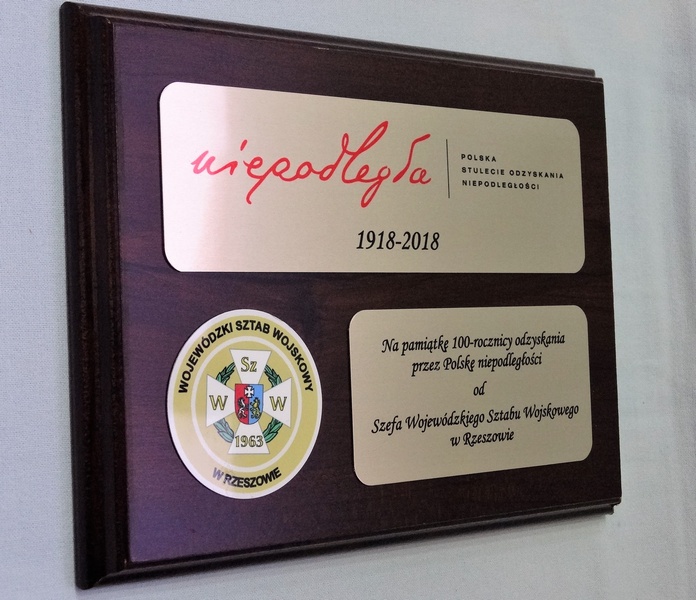 niepodległa
POLSKA
STULECIE ODZYSKANIA
NIEPODLEGŁOŚCI
1918-2018
WOJEWÓDZKI SZTAB WOJSKOWY
Sz
W W
1963
W RZESZOWIE
Na pamiątkę 100-rocznicy odzyskania
przez Polskę niepodległości
od
Szefa Wojewódzkiego Sztabu Wojskowego
w Rzeszowie